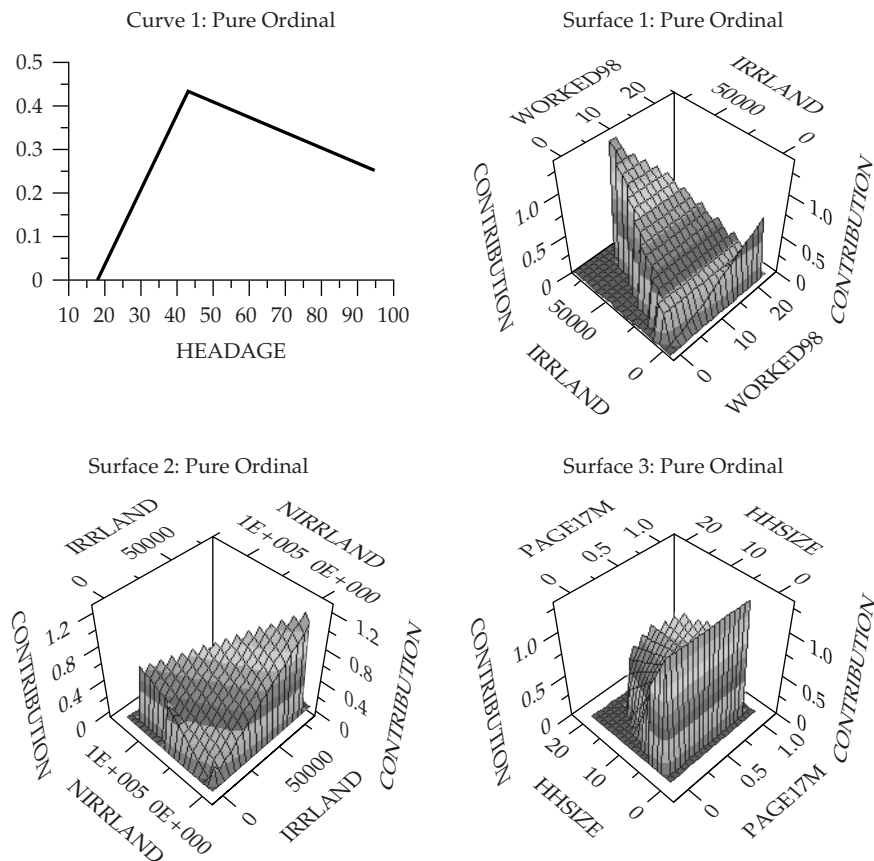 Curve 1: Pure Ordinal
0.5
0.4
0.3
0.2
0.1
0
CONTRIBUTION
10 20 30 40 50 60 70 80 90 100
HEADAGE
Surface 1: Pure Ordinal
WORKED98
0 10 20
IRRLAND
50000 0
CONTRIBUTION
1.0
0.5
0
CONTRIBUTION
1.0
0.5
0
IRRLAND
50000 0
WORKED98
0 10 20
Surface 2: Pure Ordinal
IRRLAND
0 50000
NIRRLAND
1E+005 0E+000
CONTRIBUTION
1.2
0.8
0.4
0
CONTRIBUTION
1.2
0.8
0.4
0
NIRRLAND
1E+005 0E+000
IRRLAND
0 50000
Surface 3: Pure Ordinal
PAGE17M
0 0.5 1.0
HHSIZE
20 10 0
CONTRIBUTION
1.0
0.5
0
CONTRIBUTION
1.0
0.5
0
HHSIZE
20 10 0
PAGE17M
0 0.5 1.0